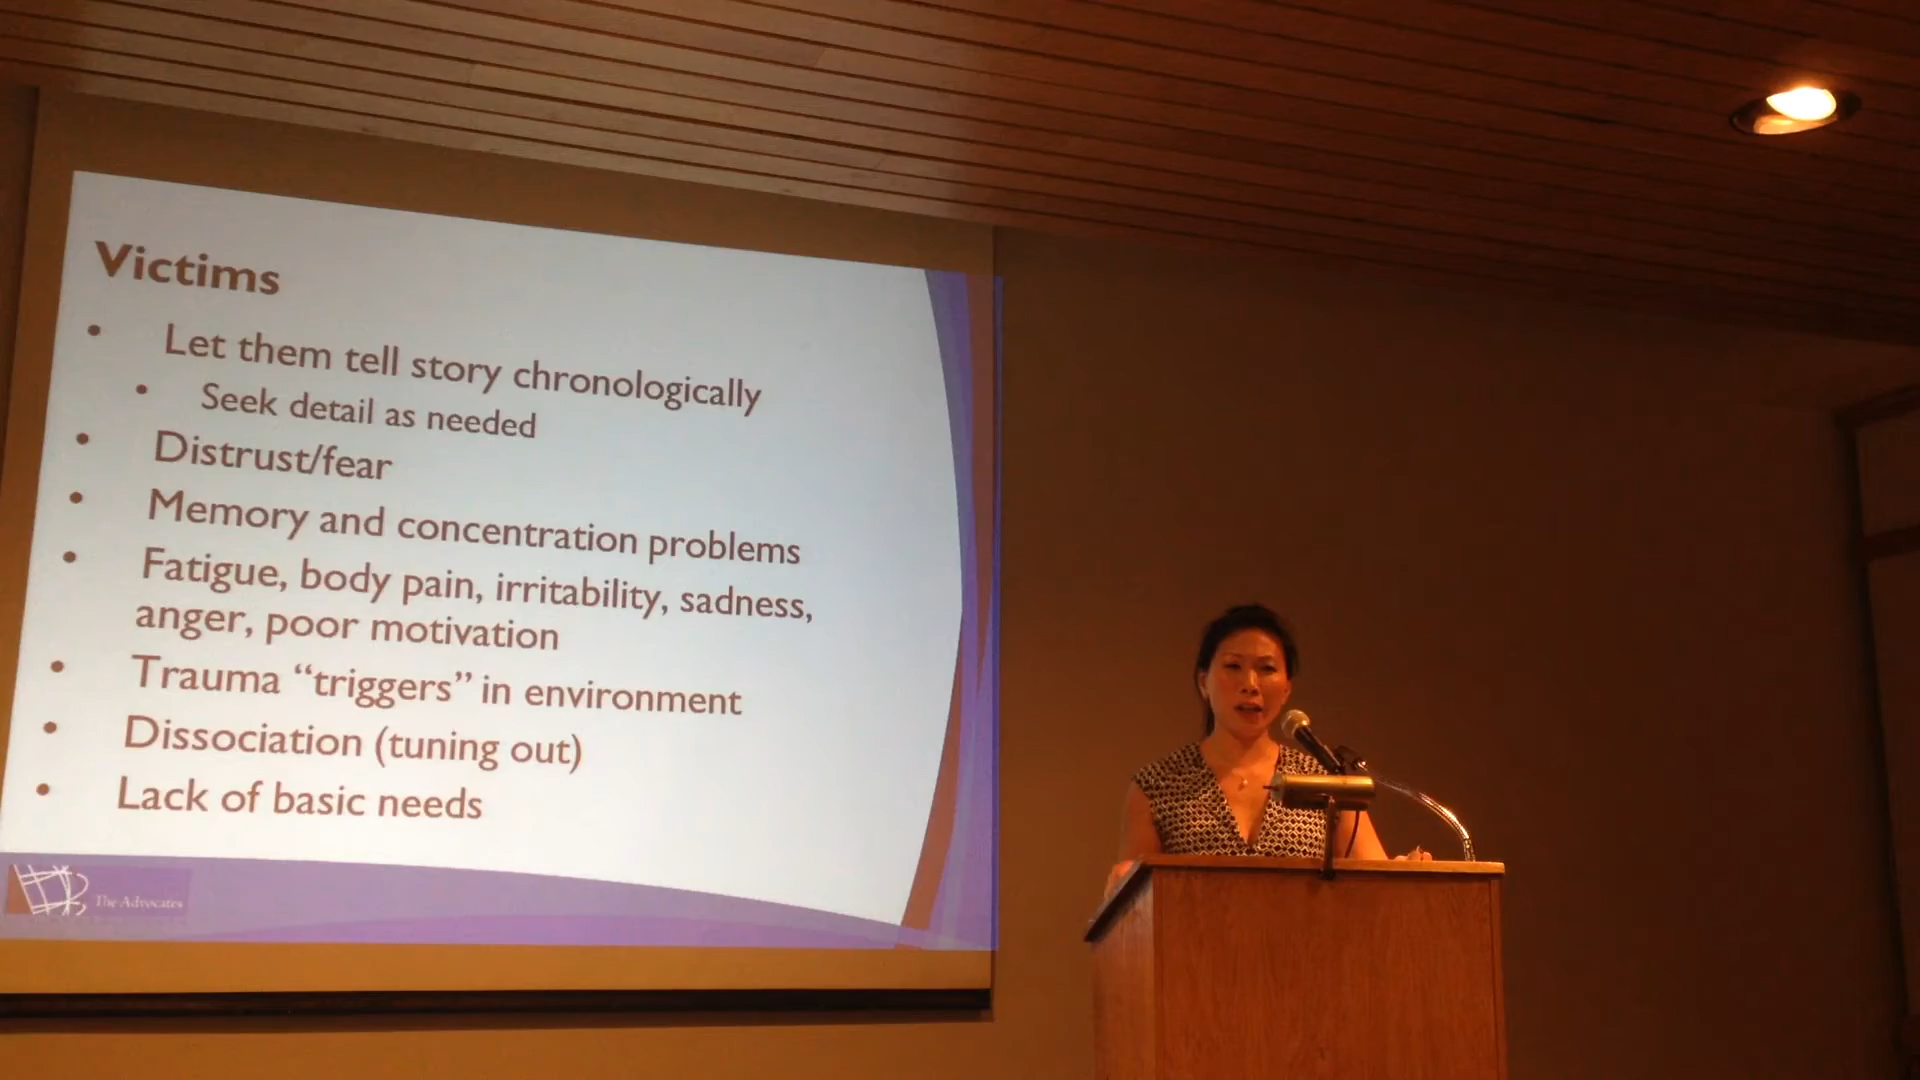 Victims
• Let them tell story chronologically
• Seek detail as needed
• Distrust/fear
• Memory and concentration problems
• Fatigue, body pain, irritability, sadness,
anger, poor motivation
• Trauma “triggers” in environment
• Dissociation (tuning out)
• Lack of basic needs
The Advocates